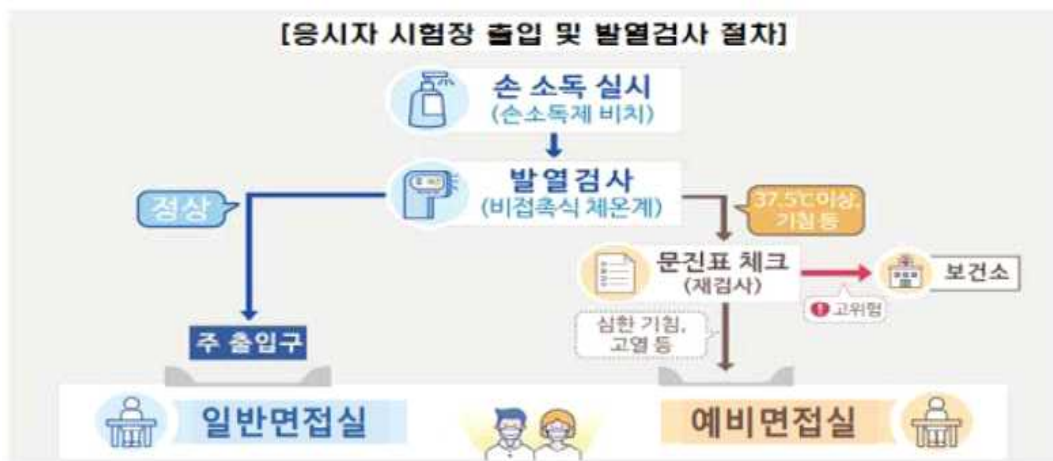 [응시자 시험장 출입 및 발열검사 절차]
손 소독 실시
(손소독제 비치)
발열검사
(비접촉식 체온계)
정상
37.5℃이상,
기침 등
문진표 체크
(재검사)
보건소
! 고위험
심한 기침,
고열 등
주 출입구
일반면접실
예비면접실